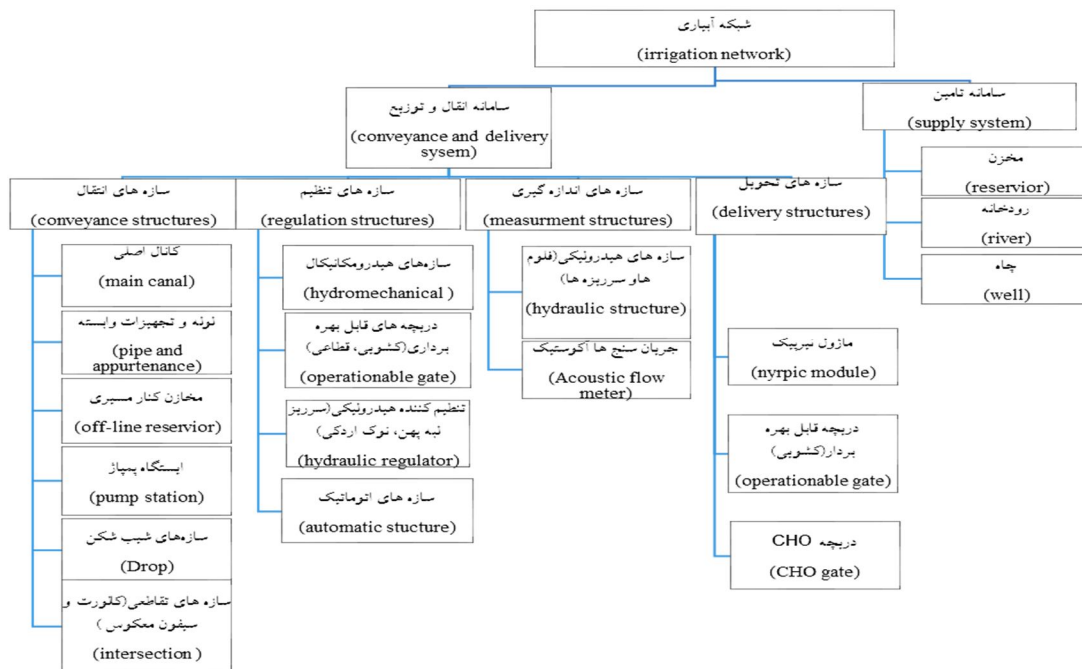 شبکه آبیاری
(irrigation network)
سامانه انقال و توزیع
(conveyance and delivery
sysem)
سامانه تامین
(supply system)
مخزن
(reservior)
رودخانه
(river)
چاه
(well)
سازه های انتقال
(conveyance structures)
کانال اصلی
(main canal)
لوله و تجهیزات وابسته
(pipe and
appurtenance)
مخازن کنار مسیری
(off-line reservior)
ایستگاه پمپاژ
(pump station)
سازه‌های شیب شکن
(Drop)
سازه های تقاطعی(کالورت و
سیفون معکوس )
(intersection )
سازه های تنظیم
(regulation structures)
سازه‌های هیدرومکانیکال
(hydromechanical )
دریچه های قابل بهره
برداری(کشویی، قطاعی)
(operationable gate)
تنظیم کننده هیدرولیکی(سرریز
لبه پهن، نوک اردکی)
(hydraulic regulator)
سازه های اتوماتیک
(automatic stucture)
سازه های اندازه گیری
(measurment structures)
سازه های هیدرولیکی(فلوم
هاو سرریزه ها)
(hydraulic structure)
جریان سنج ها آکوستیک
(Acoustic flow
meter)
سازه های تحویل
(delivery structures)
ماژول نیرپیک
(nyrpic module)
دریچه قابل بهره
بردار(کشویی)
(operationable gate)
دریچه CHO
(CHO gate)